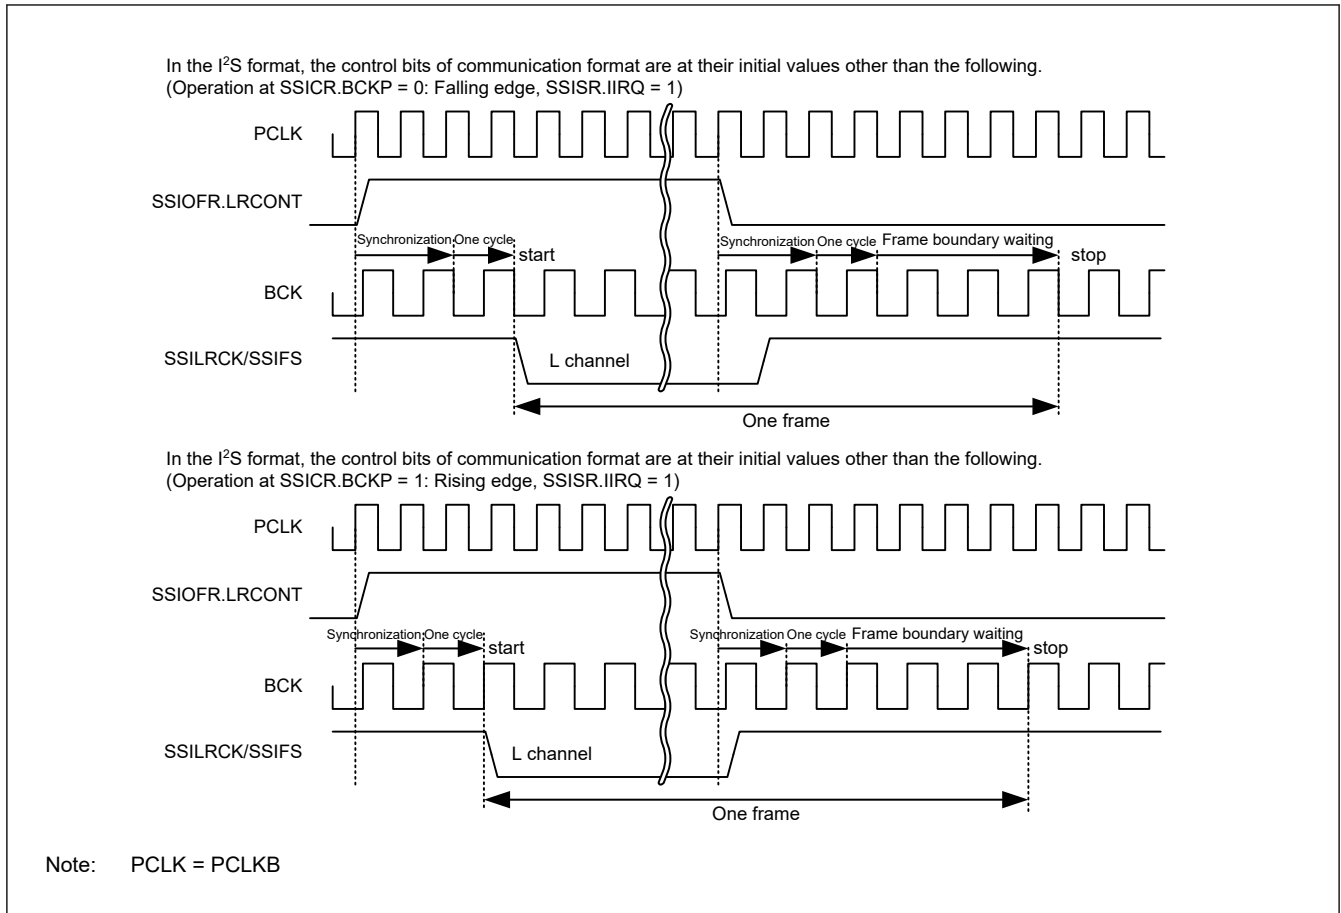 In the I²S format, the control bits of communication format are at their initial values other than the following.
(Operation at SSICR.BCKP = 0: Falling edge, SSISR.IIRQ = 1)
PCLK
SSIOFR.LRCONT
Synchronization One cycle start Synchronization One cycle Frame boundary waiting stop
BCK
SSILRCK/SSIFS L channel
One frame
In the I²S format, the control bits of communication format are at their initial values other than the following.
(Operation at SSICR.BCKP = 1: Rising edge, SSISR.IIRQ = 1)
PCLK
SSIOFR.LRCONT
Synchronization One cycle start Synchronization One cycle Frame boundary waiting stop
BCK
SSILRCK/SSIFS L channel
One frame
Note: PCLK = PCLKB